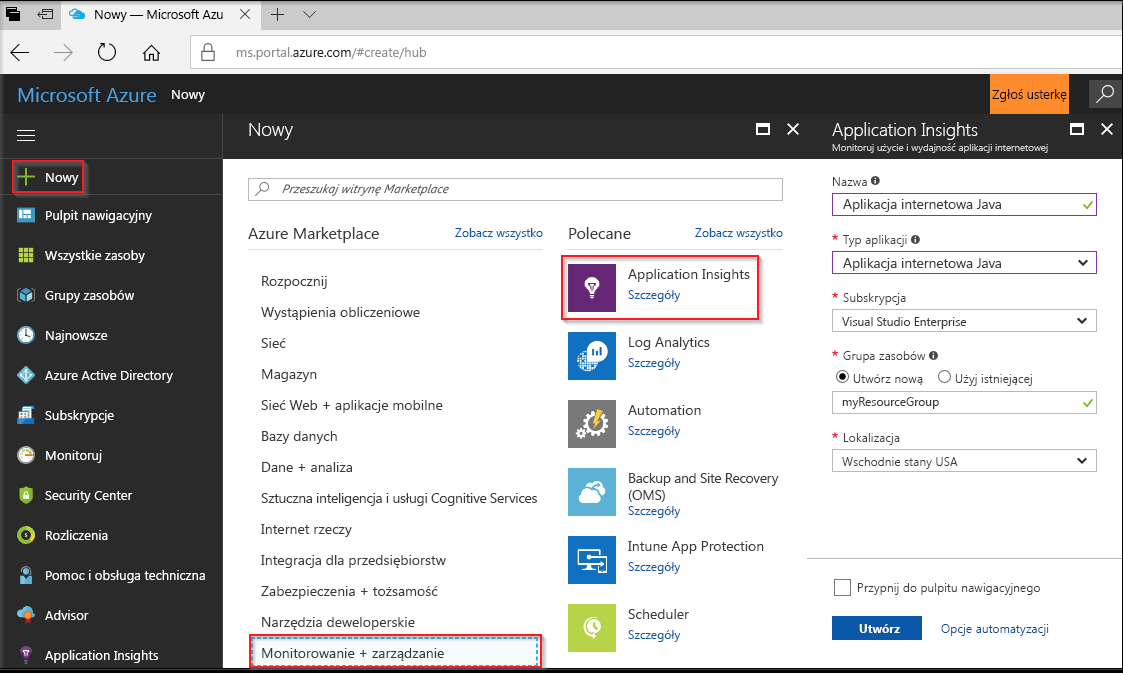 Nowy — Microsoft Azu
ms.portal.azure.com/#create/hub
Microsoft Azure
Nowy
Zgłoś usterkę
Nowy
Pulpit nawigacyjny
Wszystkie zasoby
Grupy zasobów
Najnowsze
Azure Active Directory
Subskrypcje
Monitoruj
Security Center
Rozliczenia
Pomoc i obsługa techniczna
Advisor
Application Insights
Nowy
Przeszukaj witrynę Marketplace
Azure Marketplace
Zobacz wszystko
Rozpocznij
Wystąpienia obliczeniowe
Sieć
Magazyn
Sieć Web + aplikacje mobilne
Bazy danych
Dane + analiza
Sztuczna inteligencja i usługi Cognitive Services
Internet rzeczy
Integracja dla przedsiębiorstw
Zabezpieczenia + tożsamość
Narzędzia deweloperskie
Monitorowanie + zarządzanie
Polecane
Zobacz wszystko
Application Insights
Szczegóły
Log Analytics
Szczegóły
Automation
Szczegóły
Backup and Site Recovery
(OMS)
Szczegóły
Intune App Protection
Szczegóły
Scheduler
Szczegóły
Application Insights
Monitoruj użycie i wydajność aplikacji internetowej
Nazwa
Aplikacja internetowa Java
* Typ aplikacji
Aplikacja internetowa Java
* Subskrypcja
Visual Studio Enterprise
* Grupa zasobów
Utwórz nową
Użyj istniejącej
myResourceGroup
* Lokalizacja
Wschodnie stany USA
Przypnij do pulpitu nawigacyjnego
Utwórz
Opcje automatyzacji